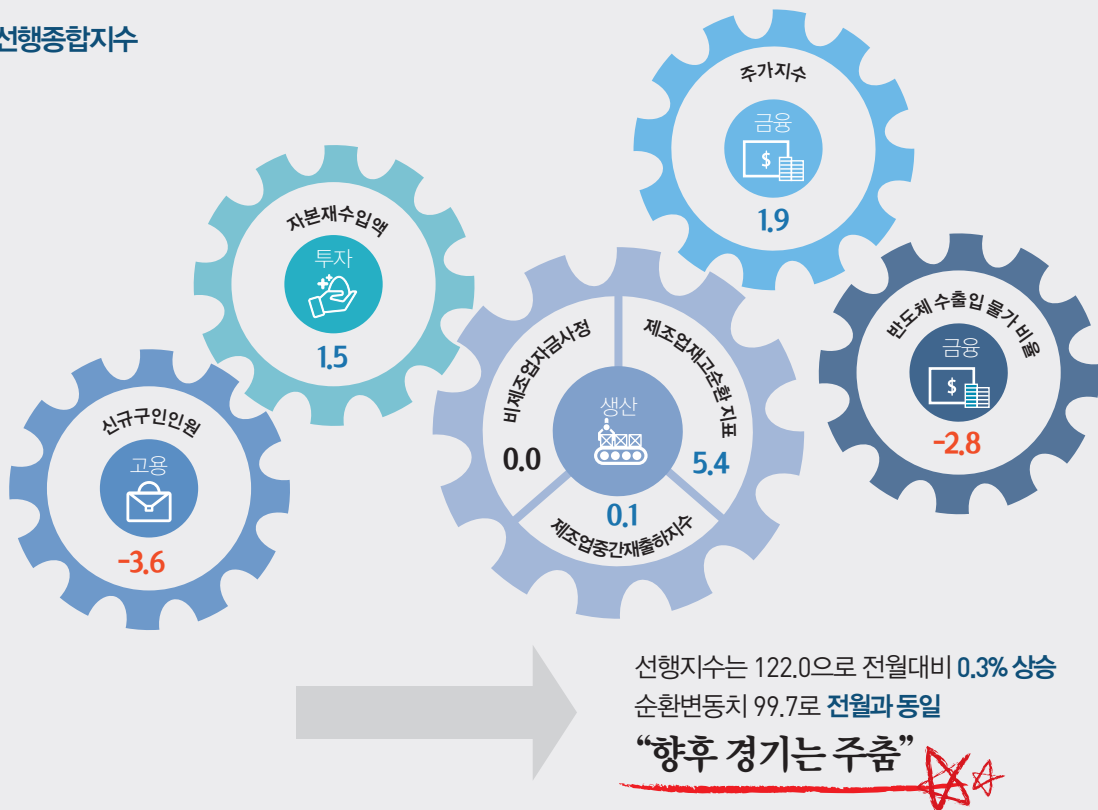 선행종합지수
주가지수
금융
$
1.9
자본재수입액
투자
1.5
반도체 수출입 물가 비율
금융
$
-2.8
비제조업자금사정
0.0
제조업재고순환 지표
5.4
생산
0.1
제조업중간재출하지수
신규구인인원
고용
-3.6
선행지수는 122.0으로 전월대비 0.3% 상승
순환변동치 99.7로 전월과 동일
“향후 경기는 주춤”